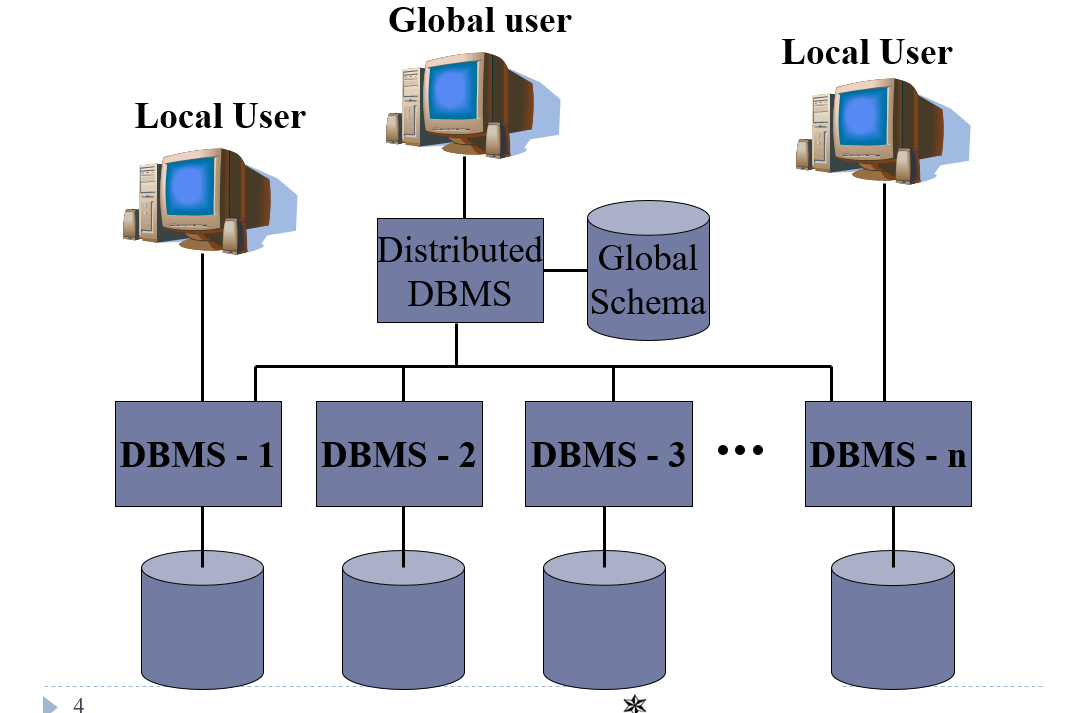 Global user
Local User
Local User
Distributed
DBMS
Global
Schema
DBMS - 1
DBMS - 2
DBMS - 3
•••
DBMS - n
4